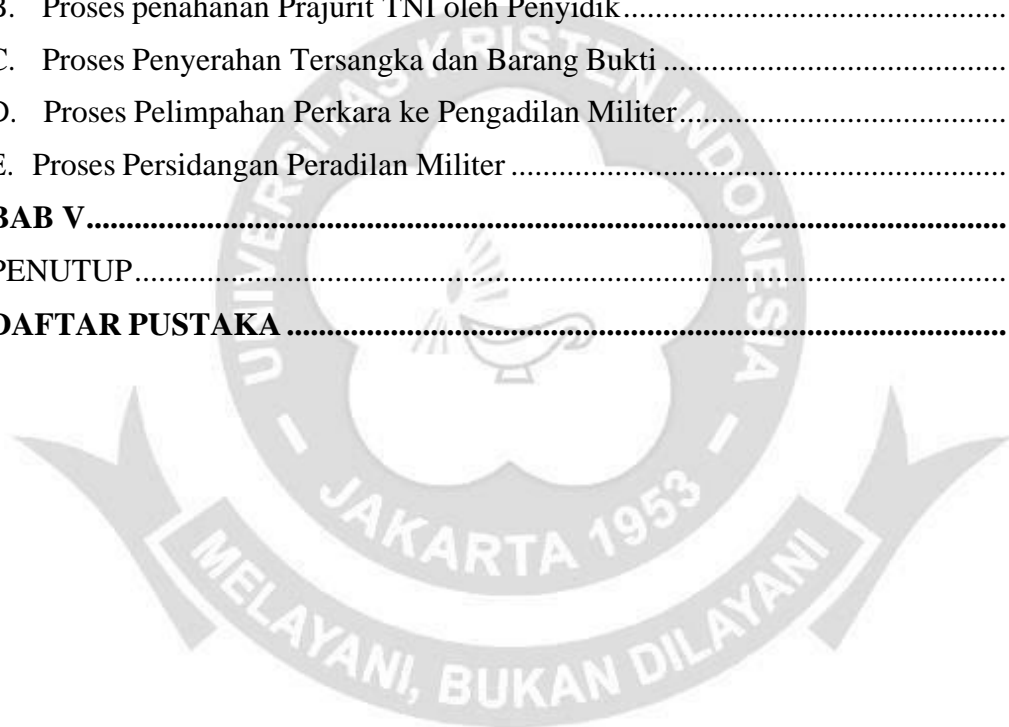 B. Proses penahanan Prajurit TNI oleh Penyidik................................................
C. Proses Penyerahan Tersangka dan Barang Bukti ..........................................
D. Proses Pelimpahan Perkara ke Pengadilan Militer........................................
E. Proses Persidangan Peradilan Militer .............................................................
BAB V..................................................................................................................
PENUTUP............................................................................................................
DAFTAR PUSTAKA .........................................................................................
UNIVERSITAS KRISTEN INDONESIA
- JAKARTA 1953 -
MELAYANI, BUKAN DILAYANI